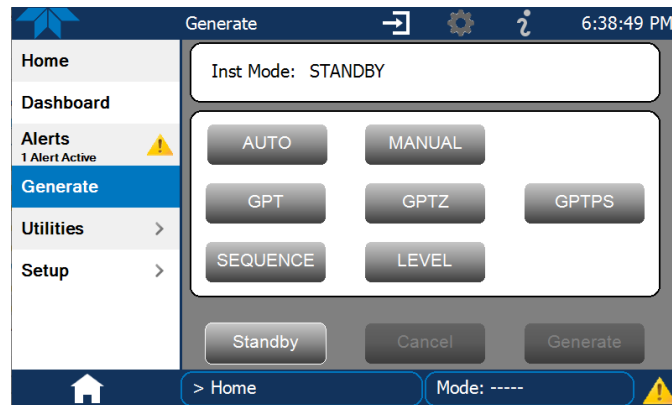 Generate 6:38:49 PM
Home
Inst Mode: STANDBY
Dashboard
Alerts
1 Alert Active
Generate
Utilities
Setup
AUTO MANUAL
GPT GPTZ GPTPS
SEQUENCE LEVEL
Standby Cancel Generate
> Home Mode: -----